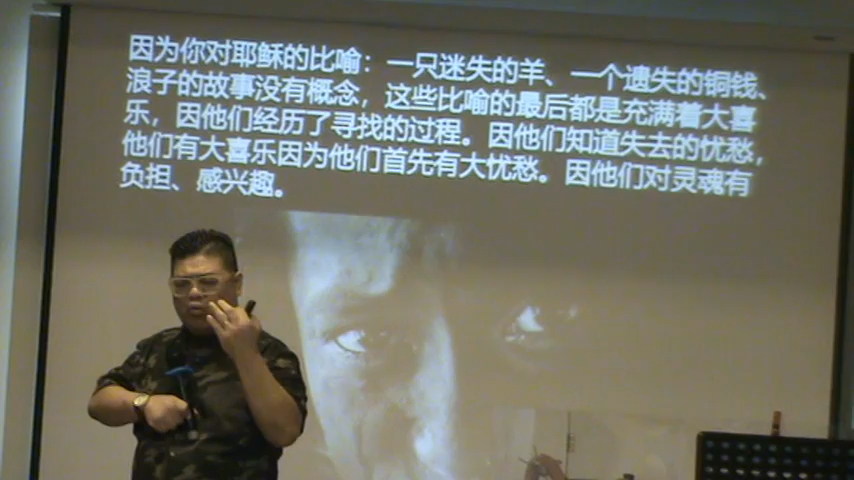 因为你对耶稣的比喻：一只迷失的羊、一个遗失的铜钱、
浪子的故事没有概念，这些比喻的最后都是充满着大喜
乐，因他们经历了寻找的过程。因他们知道失去的忧愁，
他们有大喜乐因为他们首先有大忧愁。因他们对灵魂有
负担、感兴趣。